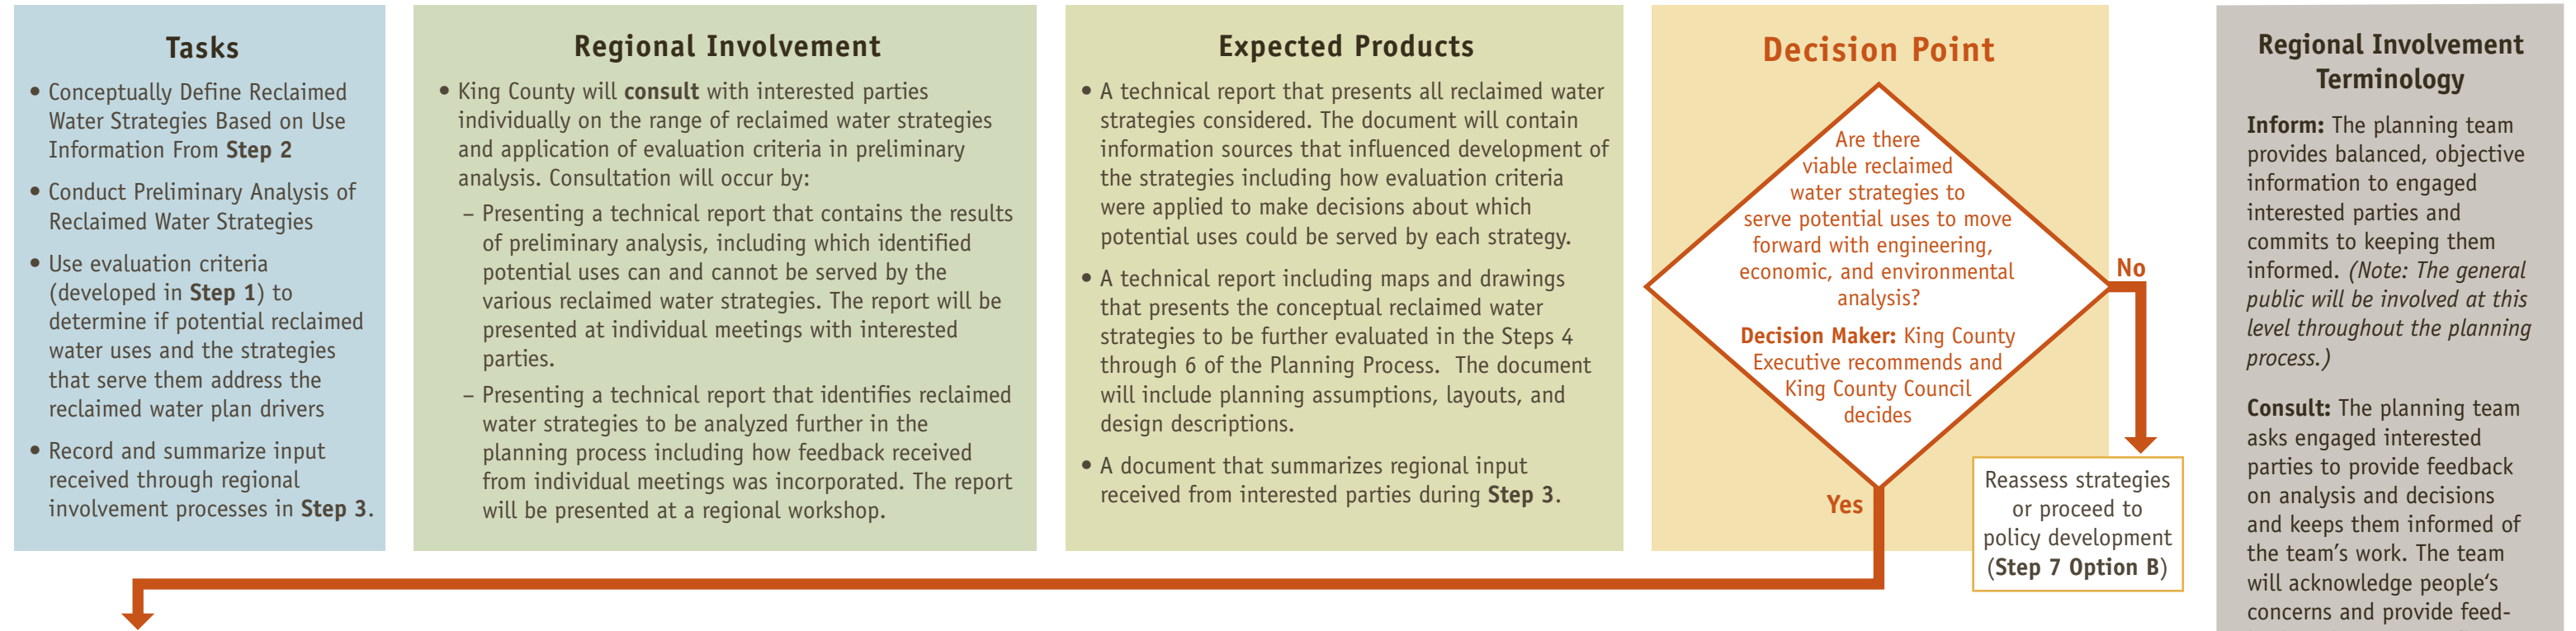 Tasks
• Conceptually Define Reclaimed
Water Strategies Based on Use
Information From Step 2
• Conduct Preliminary Analysis of
Reclaimed Water Strategies
• Use evaluation criteria
(developed in Step 1) to
determine if potential reclaimed
water uses and the strategies
that serve them address the
reclaimed water plan drivers
• Record and summarize input
received through regional
involvement processes in Step 3.
Regional Involvement
• King County will consult with interested parties
individually on the range of reclaimed water strategies
and application of evaluation criteria in preliminary
analysis. Consultation will occur by:
– Presenting a technical report that contains the results
of preliminary analysis, including which identified
potential uses can and cannot be served by the
various reclaimed water strategies. The report will be
presented at individual meetings with interested
parties.
– Presenting a technical report that identifies reclaimed
water strategies to be analyzed further in the
planning process including how feedback received
from individual meetings was incorporated. The report
will be presented at a regional workshop.
Expected Products
• A technical report that presents all reclaimed water
strategies considered. The document will contain
information sources that influenced development of
the strategies including how evaluation criteria
were applied to make decisions about which
potential uses could be served by each strategy.
• A technical report including maps and drawings
that presents the conceptual reclaimed water
strategies to be further evaluated in the Steps 4
through 6 of the Planning Process.  The document
will include planning assumptions, layouts, and
design descriptions.
• A document that summarizes regional input
received from interested parties during Step 3.
Decision Point
Are there
viable reclaimed
water strategies to
serve potential uses to move
forward with engineering,
economic, and environmental
analysis?
Decision Maker: King County
Executive recommends and
King County Council
decides
No
Yes
Reassess strategies
or proceed to
policy development
(Step 7 Option B)
Regional Involvement
Terminology
Inform: The planning team
provides balanced, objective
information to engaged
interested parties and
commits to keeping them
informed. (Note: The general
public will be involved at this
level throughout the planning
process.)
Consult: The planning team
asks engaged interested
parties to provide feedback
on analysis and decisions
and keeps them informed of
the team's work. The team
will acknowledge people‘s
concerns and provide feed-